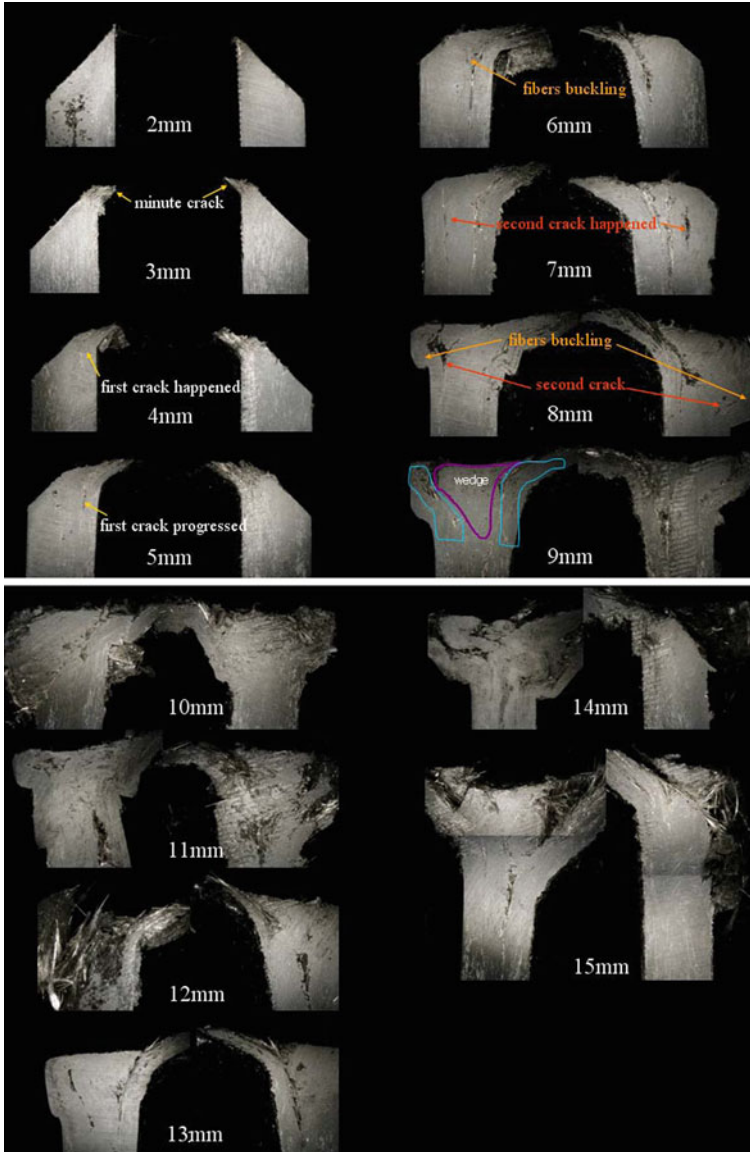 2mm
minute crack
3mm
first crack happened
4mm
first crack progressed
5mm
fibers buckling
6mm
second crack happened
7mm
fibers buckling
second crack
8mm
wedge
9mm
10mm
11mm
12mm
13mm
14mm
15mm